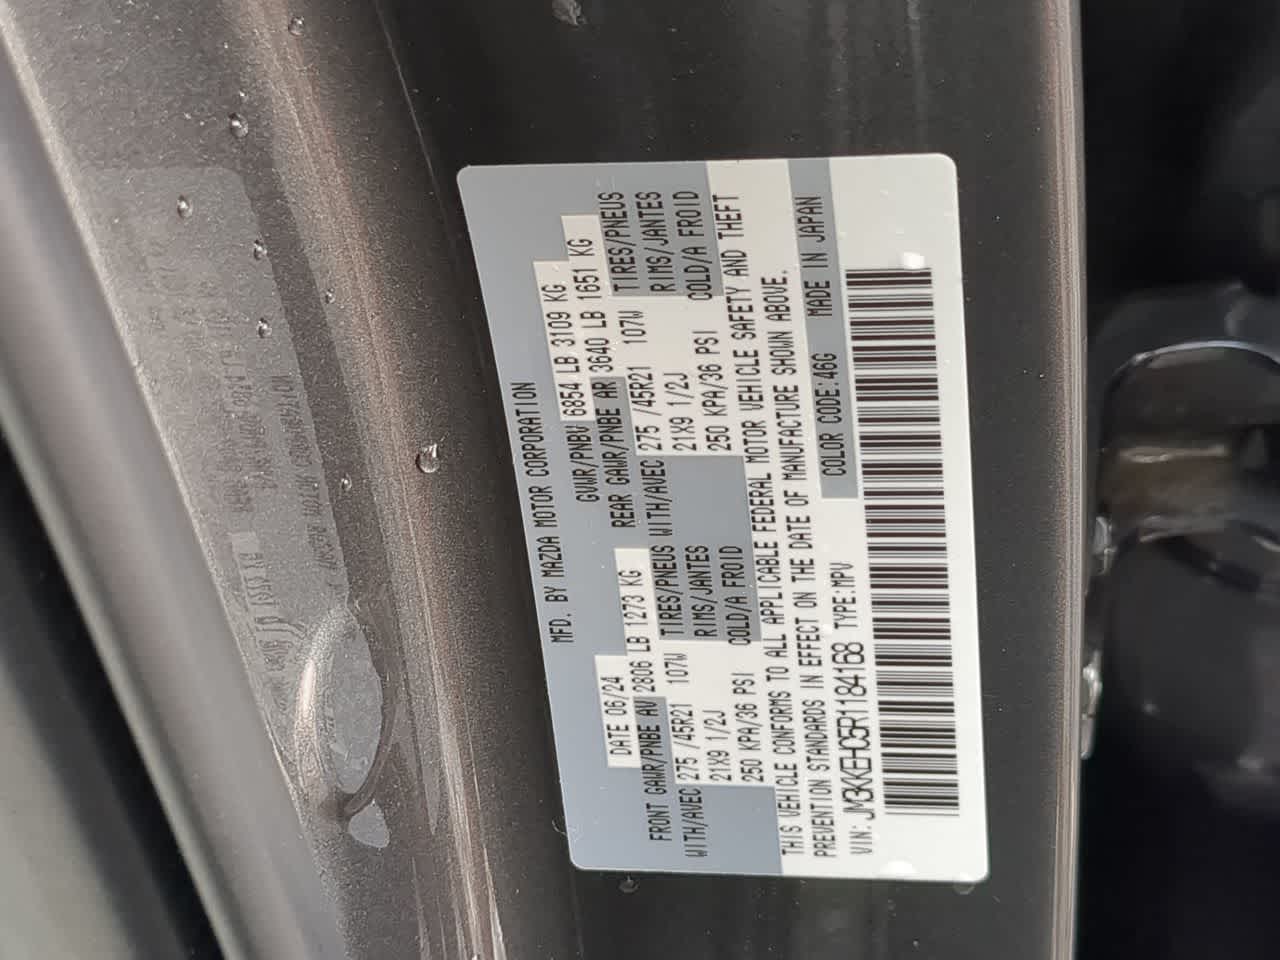 MFD. BY MAZDA MOTOR CORPORATION
DATE 06/24 GVWR/PNBV 6854 LB 3109 KG
FRONT GAWR/PNBE AV 2806 LB 1273 KG REAR GAWR/PNBE AR 3640 LB 1651 KG
WITH/AVEC 275 /45R21 107W TIRES/PNEUS WITH/AVEC 275 /45R21 107W TIRES/PNEUS
21X9 1/2J RIMS/JANTES 21X9 1/2J RIMS/JANTES
250 KPA/36 PSI COLD/A FROID 250 KPA/36 PSI COLD/A FROID
THIS VEHICLE CONFORMS TO ALL APPLICABLE FEDERAL MOTOR VEHICLE SAFETY AND THEFT
PREVENTION STANDARDS IN EFFECT ON THE DATE OF MANUFACTURE SHOWN ABOVE.
VIN: JM3KKEHC5R1184168 TYPE:MPV COLOR CODE:46G MADE IN JAPAN